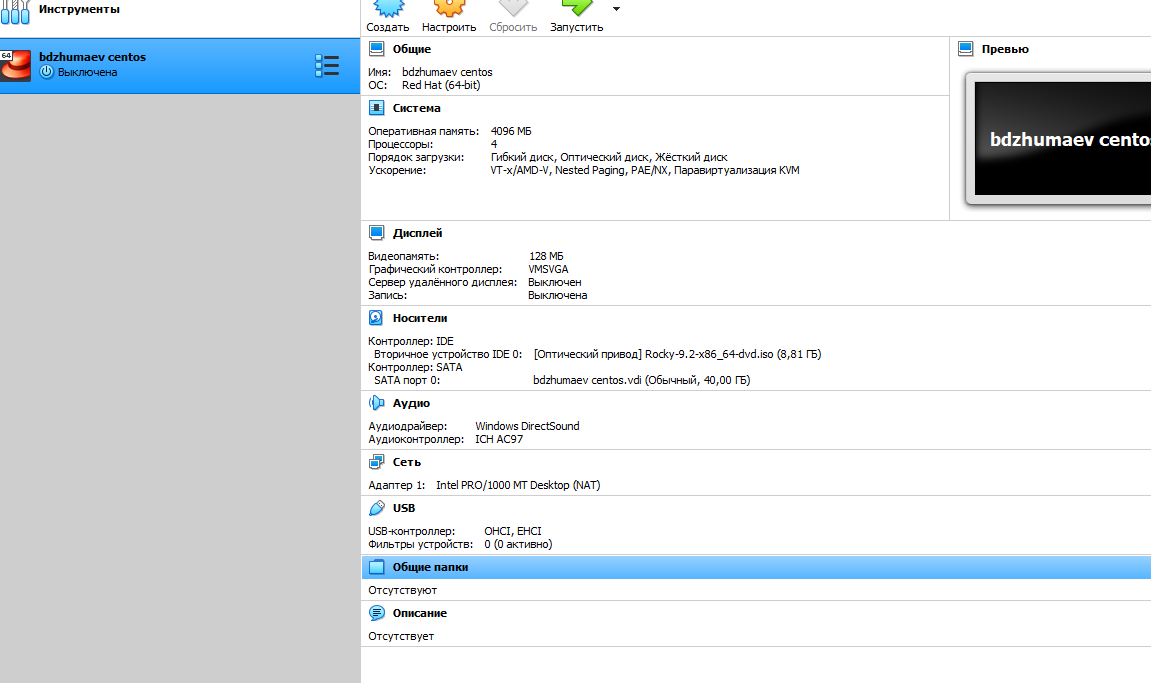 Инструменты
Создать Настроить Сбросить Запустить
64
bdzhumaev centos
Выключена
Общие
Имя: bdzhumaev centos
ОС: Red Hat (64-bit)
Превью
bdzhumaev centos
Система
Оперативная память: 4096 МБ
Процессоры: 4
Порядок загрузки: Гибкий диск, Оптический диск, Жёсткий диск
Ускорение: VT-x/AMD-V, Nested Paging, PAE/NX, Паравиртуализация KVM
Дисплей
Видеопамять: 128 МБ
Графический контроллер: VMSVGA
Сервер удалённого дисплея: Выключен
Запись: Выключена
Носители
Контроллер: IDE
Вторичное устройство IDE 0: [Оптический привод] Rocky-9.2-x86_64-dvd.iso (8,81 ГБ)
Контроллер: SATA
SATA порт 0: bdzhumaev centos.vdi (Обычный, 40,00 ГБ)
Аудио
Аудиодрайвер: Windows DirectSound
Аудиоконтроллер: ICH AC97
Сеть
Адаптер 1: Intel PRO/1000 MT Desktop (NAT)
USB
USB-контроллер: OHCI, EHCI
Фильтры устройств: 0 (0 активно)
Общие папки
Отсутствуют
Описание
Отсутствует